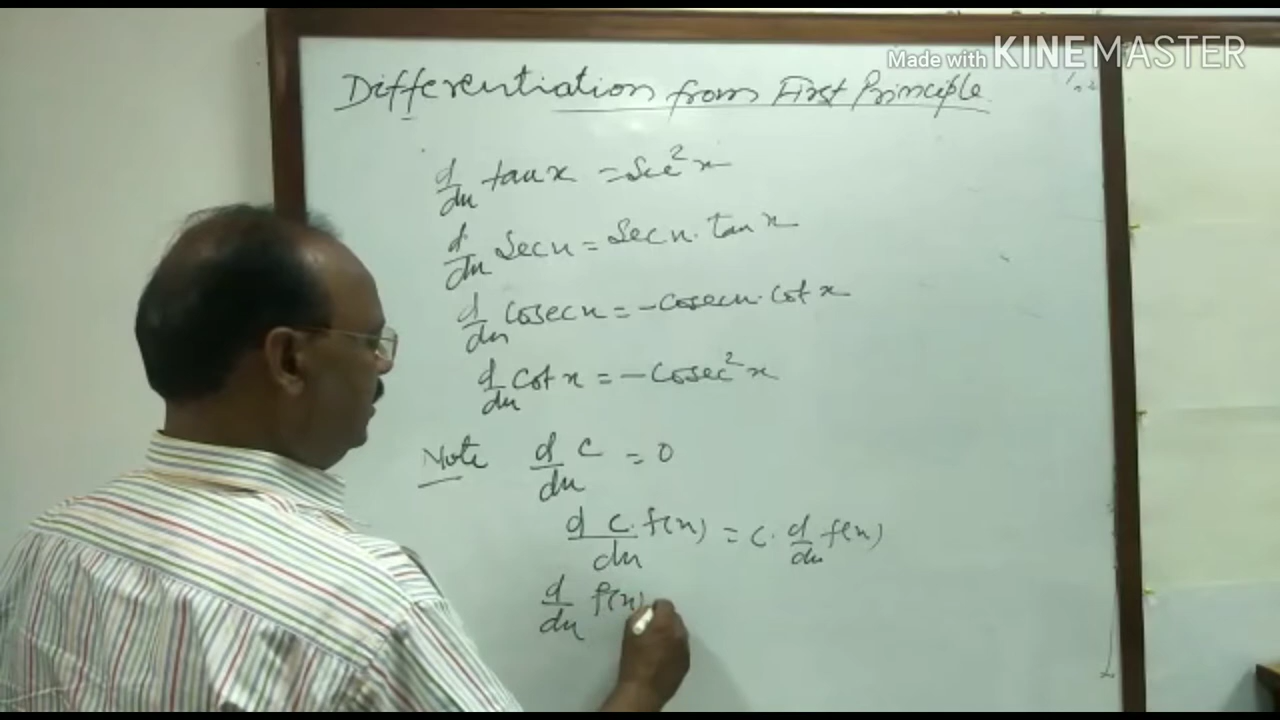 Made with KINEMASTER
Differentiation from First Principle
d/dx tan x = Sec²x
d/dx Sec x = Sec x. tan x
d/dx Cosec x = -Cosec x. Cot x
d/dx Cot x = -Cosec²x
Note d/dx C = 0
d C. f(x)/dx = C. d/dx f(x)
d/dx f(x)